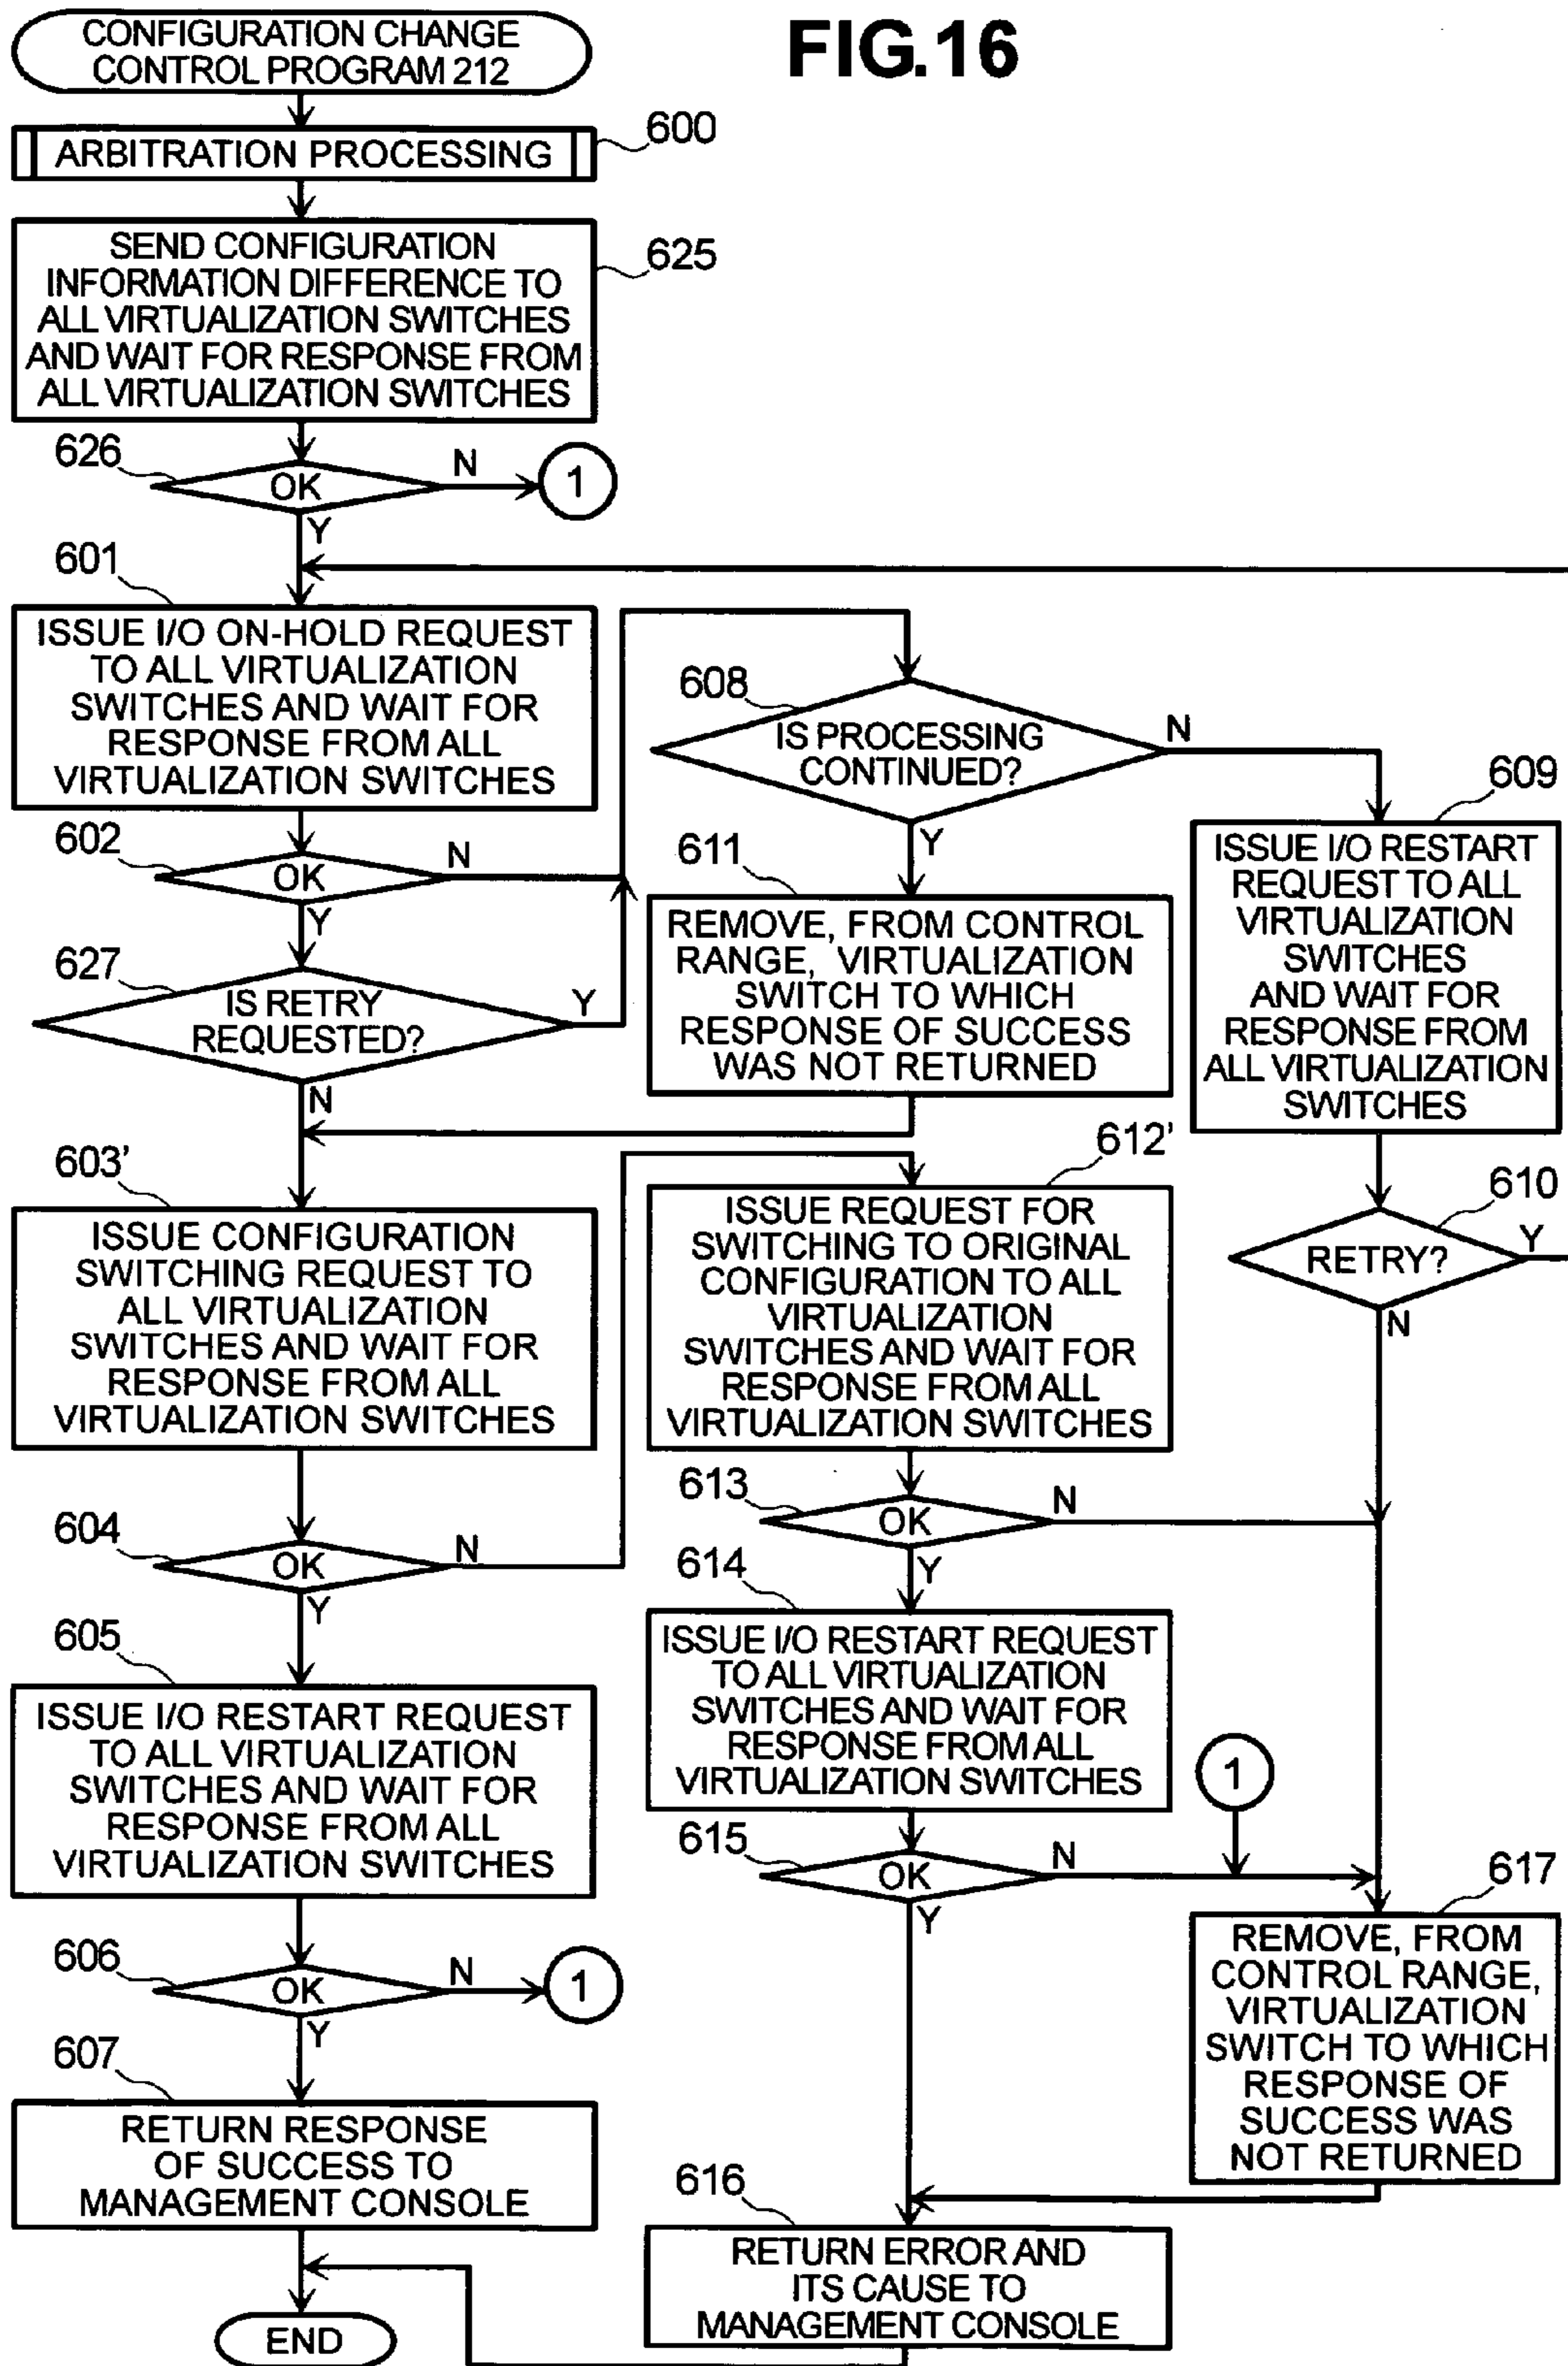 FIG.16
CONFIGURATION CHANGE
CONTROL PROGRAM 212
ARBITRATION PROCESSING
600
SEND CONFIGURATION
INFORMATION DIFFERENCE TO
ALL VIRTUALIZATION SWITCHES
AND WAIT FOR RESPONSE FROM
ALL VIRTUALIZATION SWITCHES
625
626
OK
N
1
Y
601
ISSUE I/O ON-HOLD REQUEST
TO ALL VIRTUALIZATION
SWITCHES AND WAIT FOR
RESPONSE FROM ALL
VIRTUALIZATION SWITCHES
602
OK
N
Y
627
IS RETRY
REQUESTED?
Y
N
603'
ISSUE CONFIGURATION
SWITCHING REQUEST TO
ALL VIRTUALIZATION
SWITCHES AND WAIT FOR
RESPONSE FROM ALL
VIRTUALIZATION SWITCHES
604
OK
N
Y
605
ISSUE I/O RESTART REQUEST
TO ALL VIRTUALIZATION
SWITCHES AND WAIT FOR
RESPONSE FROM ALL
VIRTUALIZATION SWITCHES
606
OK
N
1
Y
607
RETURN RESPONSE
OF SUCCESS TO
MANAGEMENT CONSOLE
END
608
IS PROCESSING
CONTINUED?
N
Y
611
REMOVE, FROM CONTROL
RANGE, VIRTUALIZATION
SWITCH TO WHICH
RESPONSE OF SUCCESS
WAS NOT RETURNED
612'
ISSUE REQUEST FOR
SWITCHING TO ORIGINAL
CONFIGURATION TO ALL
VIRTUALIZATION
SWITCHES AND WAIT FOR
RESPONSE FROM ALL
VIRTUALIZATION SWITCHES
613
OK
N
Y
614
ISSUE I/O RESTART REQUEST
TO ALL VIRTUALIZATION
SWITCHES AND WAIT FOR
RESPONSE FROM ALL
VIRTUALIZATION SWITCHES
1
615
OK
N
Y
616
RETURN ERROR AND
ITS CAUSE TO
MANAGEMENT CONSOLE
609
ISSUE I/O RESTART
REQUEST TO ALL
VIRTUALIZATION
SWITCHES
AND WAIT FOR
RESPONSE FROM
ALL VIRTUALIZATION
SWITCHES
610
RETRY?
Y
N
617
REMOVE, FROM
CONTROL RANGE,
VIRTUALIZATION
SWITCH TO WHICH
RESPONSE OF
SUCCESS WAS
NOT RETURNED